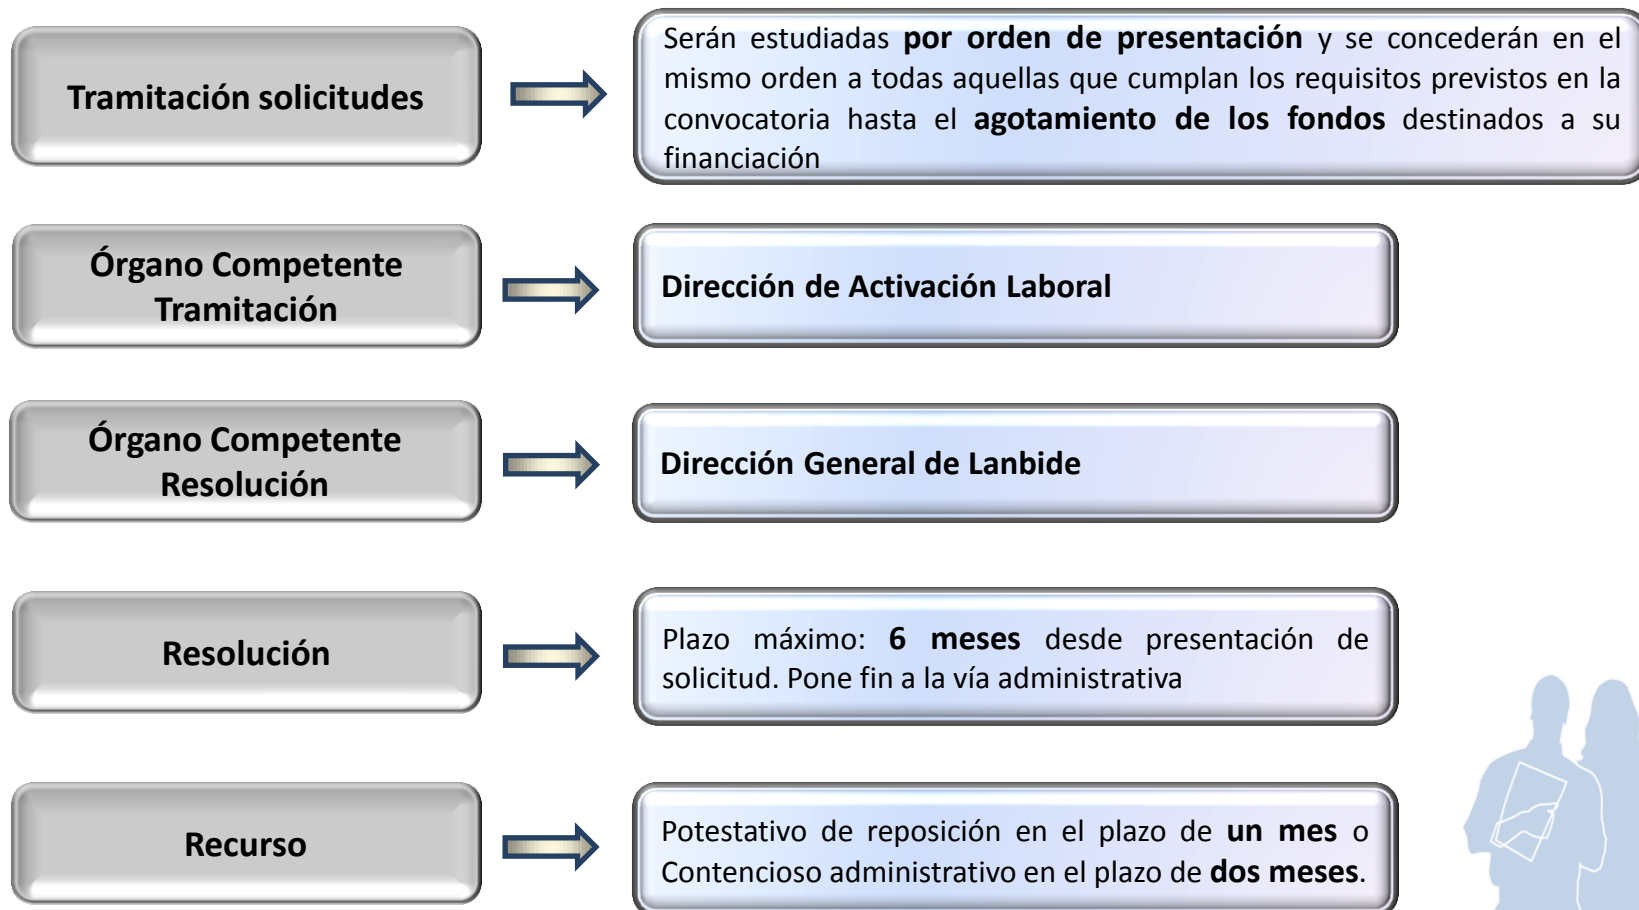 Tramitación solicitudes
Serán estudiadas por orden de presentación y se concederán en el
mismo orden a todas aquellas que cumplan los requisitos previstos en la
convocatoria hasta el agotamiento de los fondos destinados a su
financiación
Órgano Competente
Tramitación
Dirección de Activación Laboral
Órgano Competente
Resolución
Dirección General de Lanbide
Resolución
Plazo máximo: 6 meses desde presentación de
solicitud. Pone fin a la vía administrativa
Recurso
Potestativo de reposición en el plazo de un mes o
Contencioso administrativo en el plazo de dos meses.